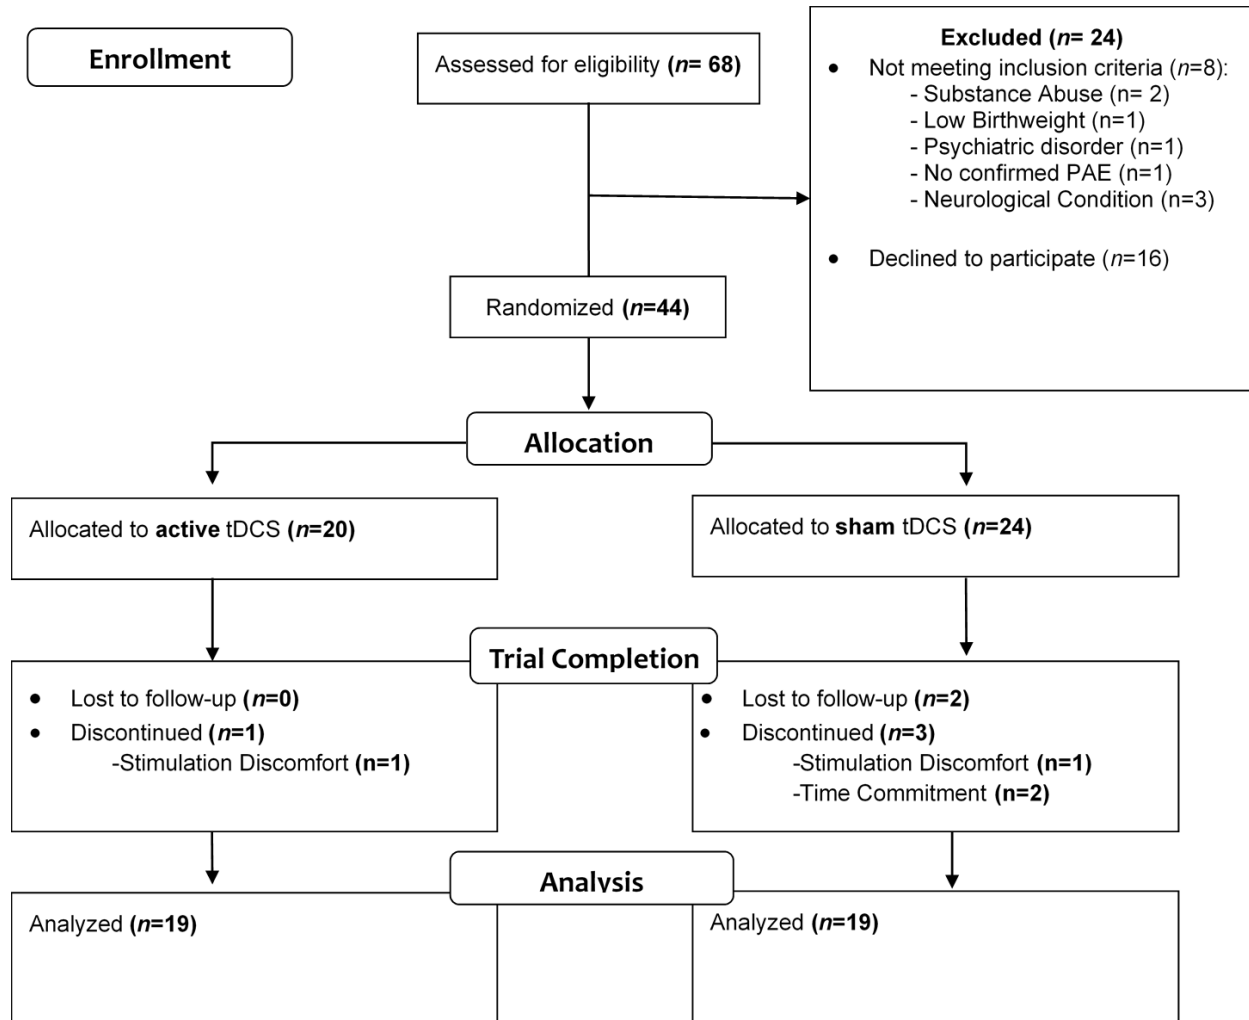 Enrollment
Assessed for eligibility (n= 68)
Excluded (n= 24)
• Not meeting inclusion criteria (n=8):
- Substance Abuse (n= 2)
- Low Birthweight (n=1)
- Psychiatric disorder (n=1)
- No confirmed PAE (n=1)
- Neurological Condition (n=3)
• Declined to participate (n=16)
Randomized (n=44)
Allocation
Allocated to active tDCS (n=20)
Allocated to sham tDCS (n=24)
Trial Completion
• Lost to follow-up (n=0)
• Discontinued (n=1)
-Stimulation Discomfort (n=1)
• Lost to follow-up (n=2)
• Discontinued (n=3)
-Stimulation Discomfort (n=1)
-Time Commitment (n=2)
Analysis
Analyzed (n=19)
Analyzed (n=19)